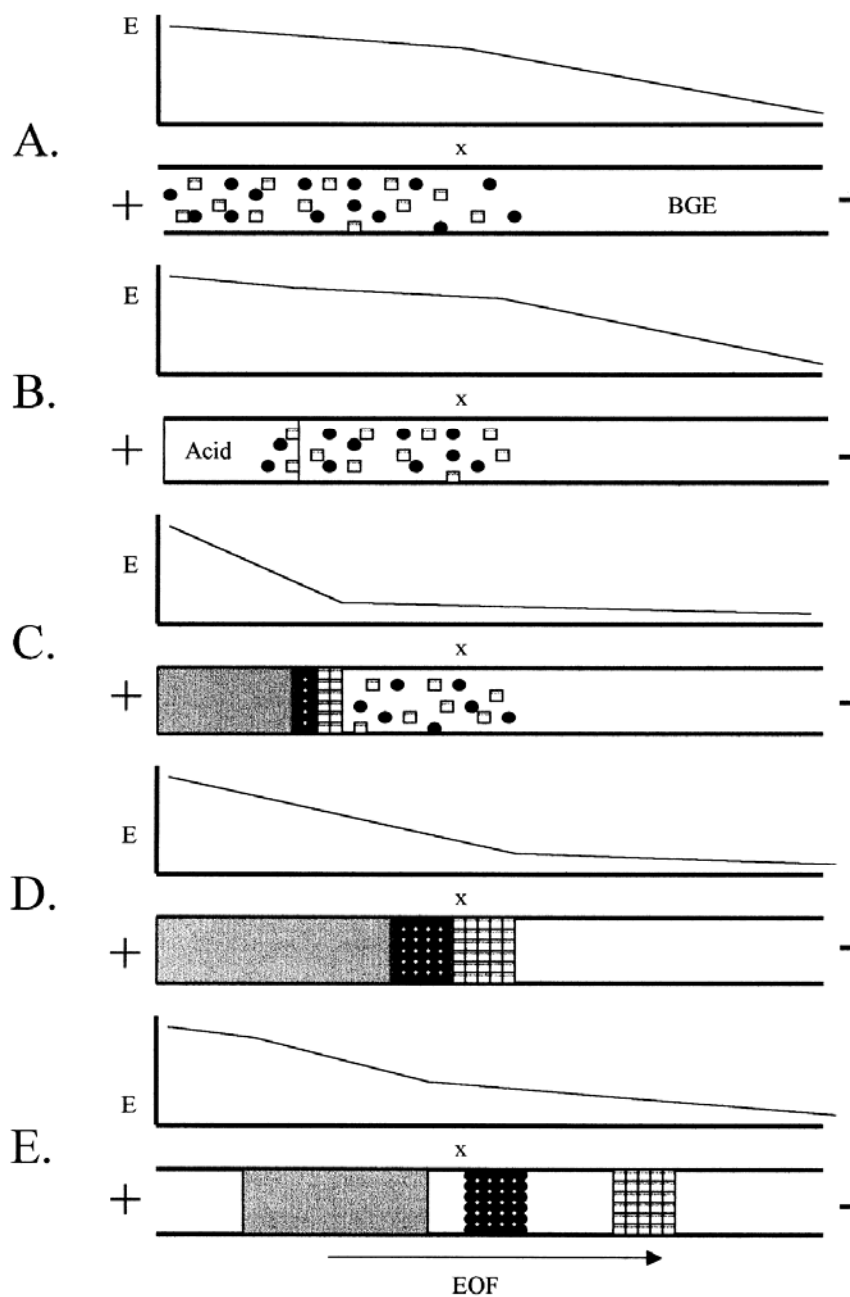 E
A.
x
+
BGE
-
E
B.
x
+
Acid
-
E
C.
x
+
-
E
D.
x
+
-
E
E.
x
+
-
EOF